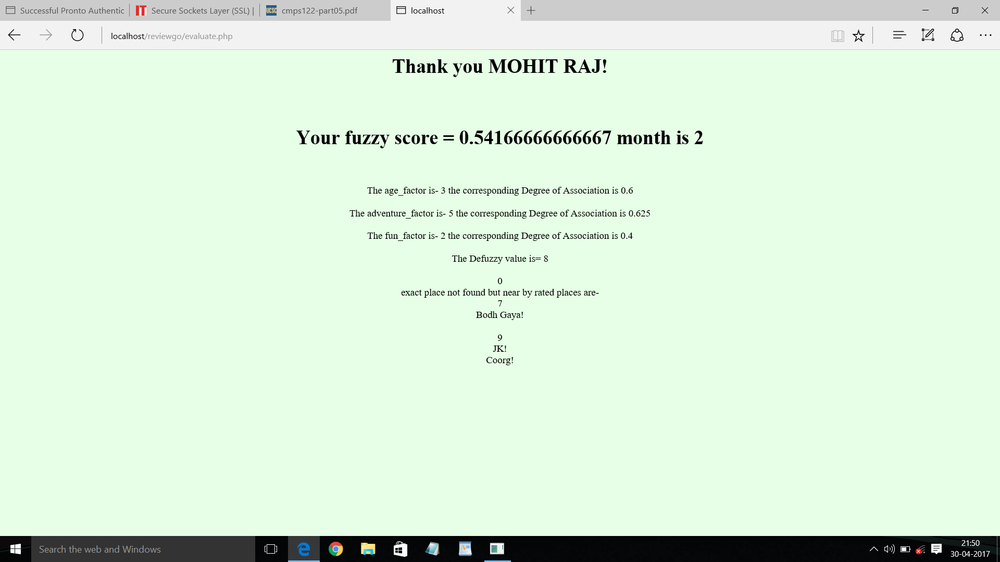 Successful Pronto Authentic
Secure Sockets Layer (SSL) |
cmps122-part05.pdf
localhost
localhost/reviewgo/evaluate.php
Thank you MOHIT RAJ!
Your fuzzy score = 0.54166666666667 month is 2
The age_factor is- 3 the corresponding Degree of Association is 0.6
The adventure_factor is- 5 the corresponding Degree of Association is 0.625
The fun_factor is- 2 the corresponding Degree of Association is 0.4
The Defuzzy value is= 8
0
exact place not found but near by rated places are-
7
Bodh Gaya!
9
JK!
Coorg!
Search the web and Windows
21:50
30-04-2017